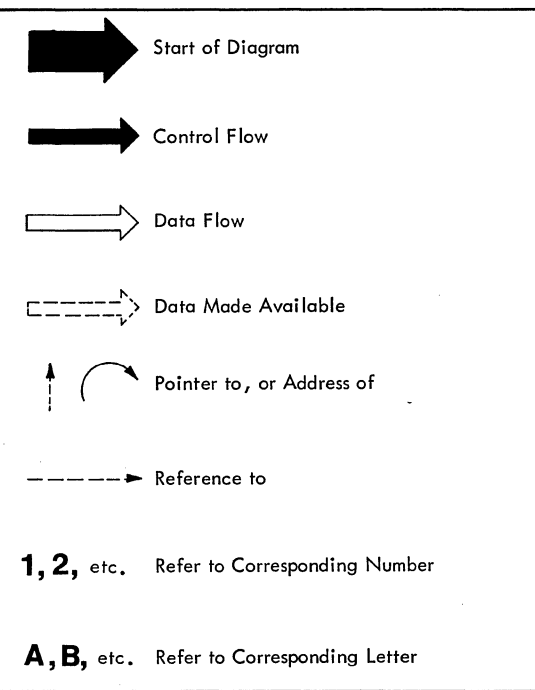 Start of Diagram
Control Flow
Data Flow
Data Made Available
Pointer to, or Address of
Reference to
1, 2, etc. Refer to Corresponding Number
A, B, etc. Refer to Corresponding Letter